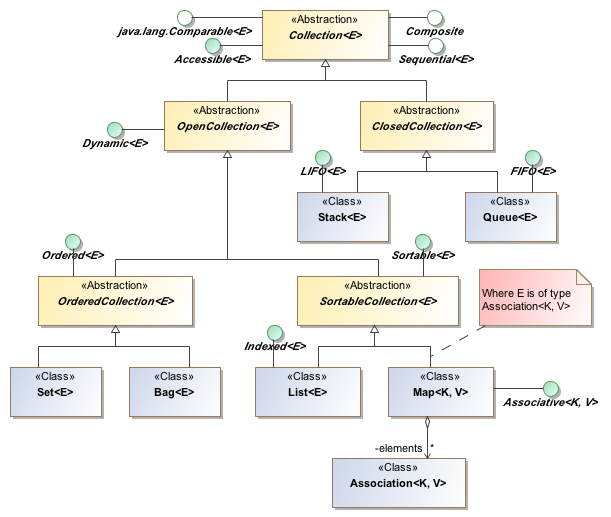 «Abstraction»
Collection<E>
java.lang.Comparable<E>
Composite
Accessible<E>
Sequential<E>
«Abstraction»
OpenCollection<E>
«Abstraction»
ClosedCollection<E>
Dynamic<E>
LIFO<E>
FIFO<E>
«Class»
Stack<E>
«Class»
Queue<E>
Ordered<E>
Sortable<E>
«Abstraction»
OrderedCollection<E>
«Abstraction»
SortableCollection<E>
Where E is of type
Association<K, V>
Indexed<E>
«Class»
Set<E>
«Class»
Bag<E>
«Class»
List<E>
«Class»
Map<K, V>
Associative<K, V>
-elements *
«Class»
Association<K, V>